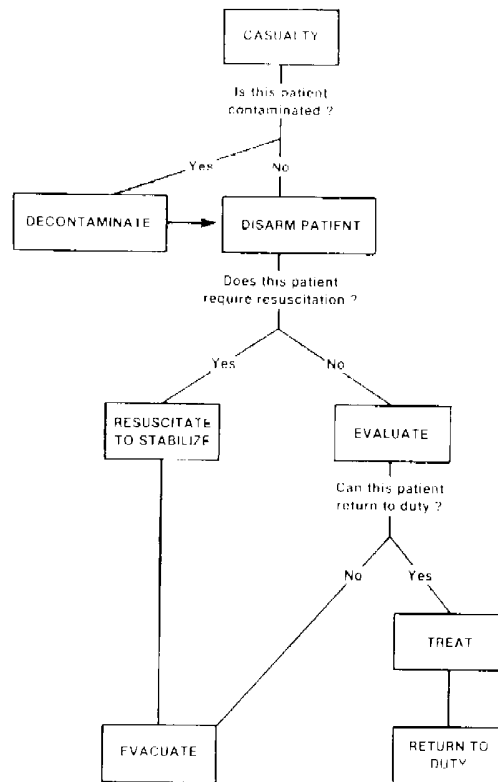 CASUALTY
Is this patient
contaminated ?
Yes
No
DECONTAMINATE
DISARM PATIENT
Does this patient
require resuscitation ?
Yes
No
RESUSCITATE
TO STABILIZE
EVALUATE
Can this patient
return to duty ?
No
Yes
TREAT
EVACUATE
RETURN TO
DUTY